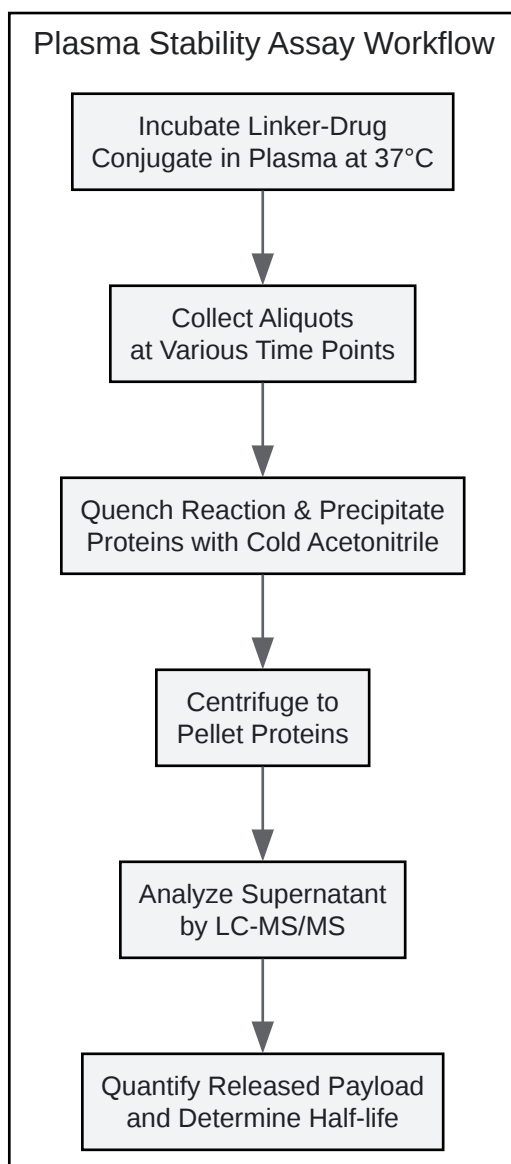 Plasma Stability Assay Workflow
Incubate Linker-Drug
Conjugate in Plasma at 37°C
Collect Aliquots
at Various Time Points
Quench Reaction & Precipitate
Proteins with Cold Acetonitrile
Centrifuge to
Pellet Proteins
Analyze Supernatant
by LC-MS/MS
Quantify Released Payload
and Determine Half-life